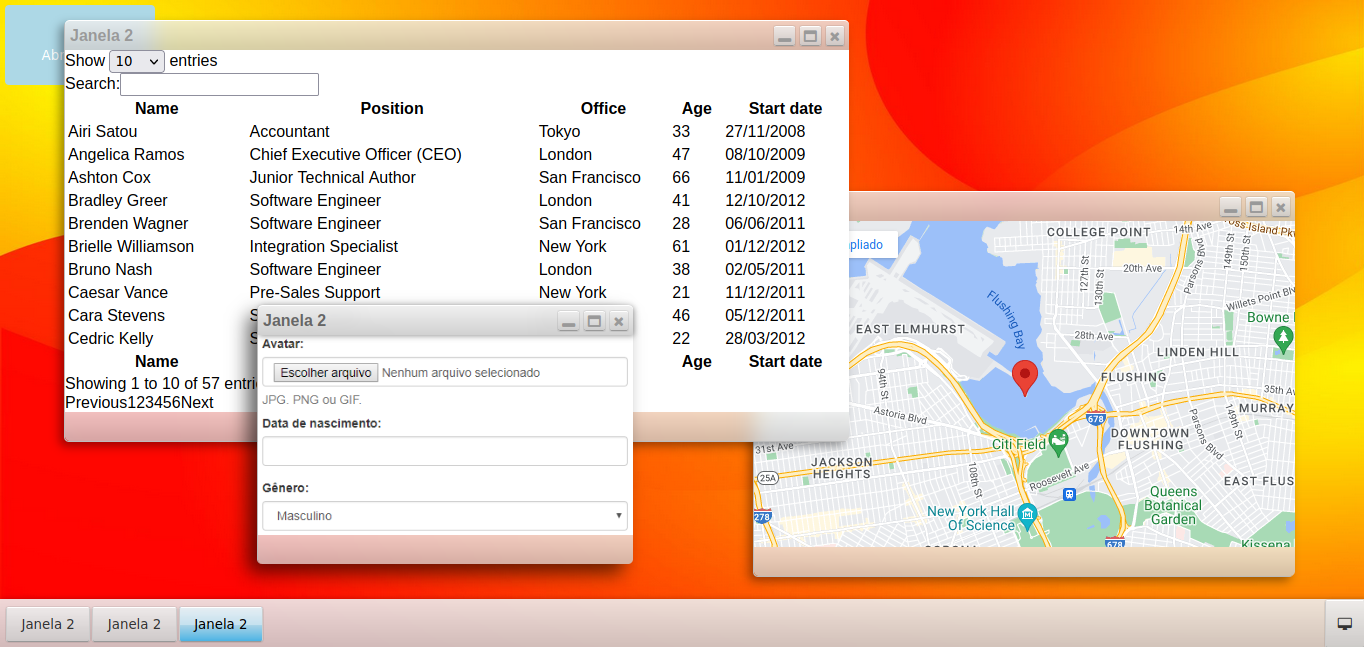 Janela 2
Show 10 entries
Search:
Name Position Office Age Start date
Airi Satou Accountant Tokyo 33 27/11/2008
Angelica Ramos Chief Executive Officer (CEO) London 47 08/10/2009
Ashton Cox Junior Technical Author San Francisco 66 11/01/2009
Bradley Greer Software Engineer London 41 12/10/2012
Brenden Wagner Software Engineer San Francisco 28 06/06/2011
Brielle Williamson Integration Specialist New York 61 01/12/2012
Bruno Nash Software Engineer London 38 02/05/2011
Caesar Vance Pre-Sales Support New York 21 11/12/2011
Cara Stevens 46 05/12/2011
Cedric Kelly 22 28/03/2012
Name Age Start date
Showing 1 to 10 of 57
Previous123456Next
Janela 2
Avatar:
Escolher arquivo Nenhum arquivo selecionado
JPG. PNG ou GIF.
Data de nascimento:
Gênero:
Masculino
COLLEGE POINT
14th Ave
20th Ave
127th St
130th St
Parsons Blvd
149th St
150th St
Willets Point Blv
Flushing Bay
EAST ELMHURST
28th Ave
LINDEN HILL
FLUSHING
94th St
Astoria Blvd
35th Av
MURRAY
149th St
Parsons Blvd
678
DOWNTOWN
FLUSHING
Citi Field
31st Ave
JACKSON
HEIGHTS
25A
108th St
Roosevelt Ave
EAST FLUS
Queens
Botanical
Garden
278
New York Hall
Of Science
678
Kissena
Janela 2
Janela 2
Janela 2